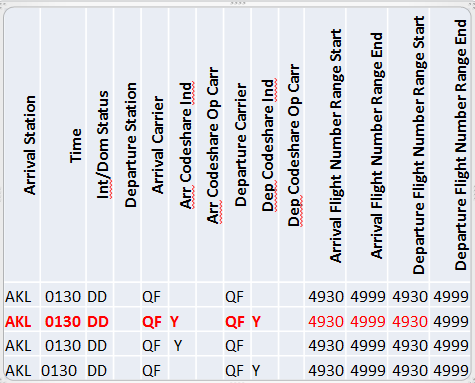 Arrival Station Time Int/Dom Status Departure Station Arrival Carrier Arr Codeshare Ind Arr Codeshare Op Carr Departure Carrier Dep Codeshare Ind Dep Codeshare Op Carr Arrival Flight Number Range Start Arrival Flight Number Range End Departure Flight Number Range Start Departure Flight Number Range End
AKL 0130 DD QF QF 4930 4999 4930 4999
AKL 0130 DD QF Y QF Y 4930 4999 4930 4999
AKL 0130 DD QF Y QF 4930 4999 4930 4999
AKL 0130 DD QF QF Y 4930 4999 4930 4999